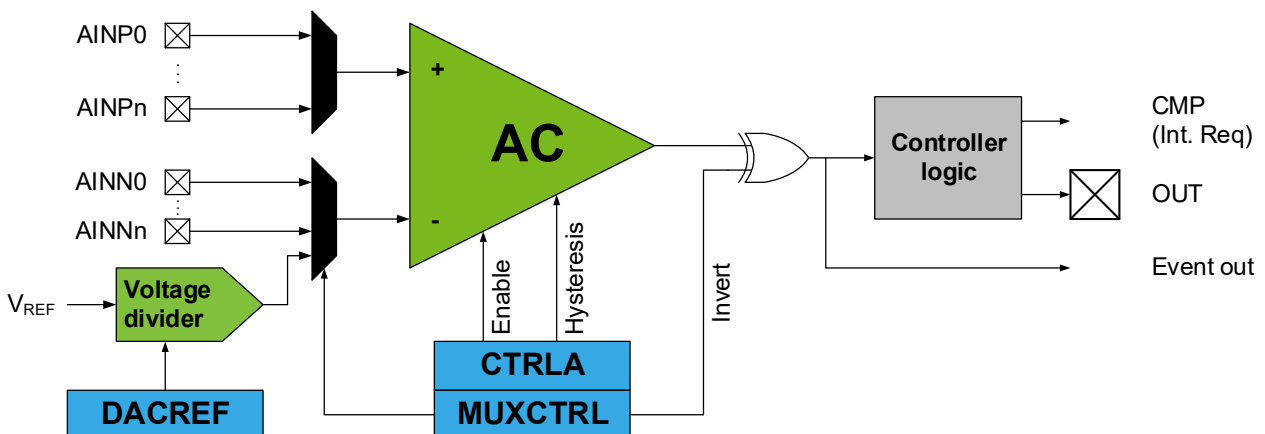 AINP0
AINPn
AINN0
AINNn
VREF
Voltage
divider
DACREF
+
-
AC
Enable
Hysteresis
CTRLA
MUXCTRL
Invert
Controller
logic
CMP
(Int. Req)
OUT
Event out